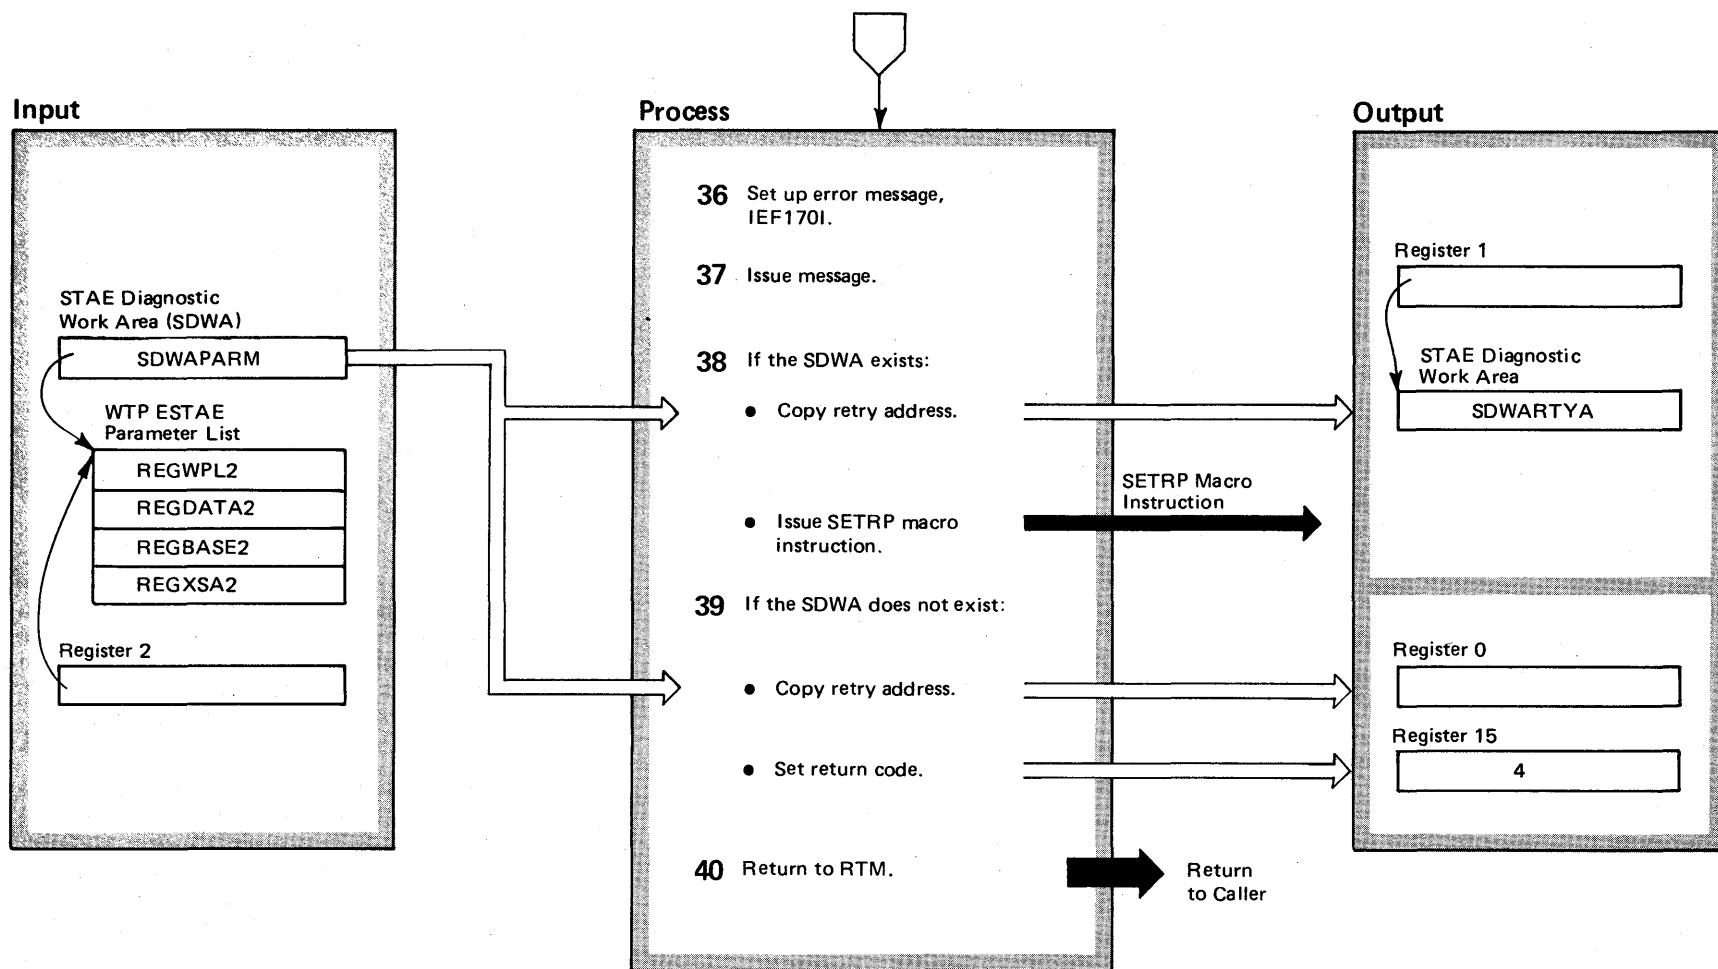 Input
STAE Diagnostic
Work Area (SDWA)
SDWAPARM
WTP ESTAE
Parameter List
REGWPL2
REGDATA2
REGBASE2
REGXSA2
Register 2
Process
36 Set up error message,
IEF170I.
37 Issue message.
38 If the SDWA exists:
• Copy retry address.
• Issue SETRP macro
instruction.
39 If the SDWA does not exist:
• Copy retry address.
• Set return code.
40 Return to RTM.
SETRP Macro
Instruction
Return
to Caller
Output
Register 1
STAE Diagnostic
Work Area
SDWARTYA
Register 0
Register 15
4